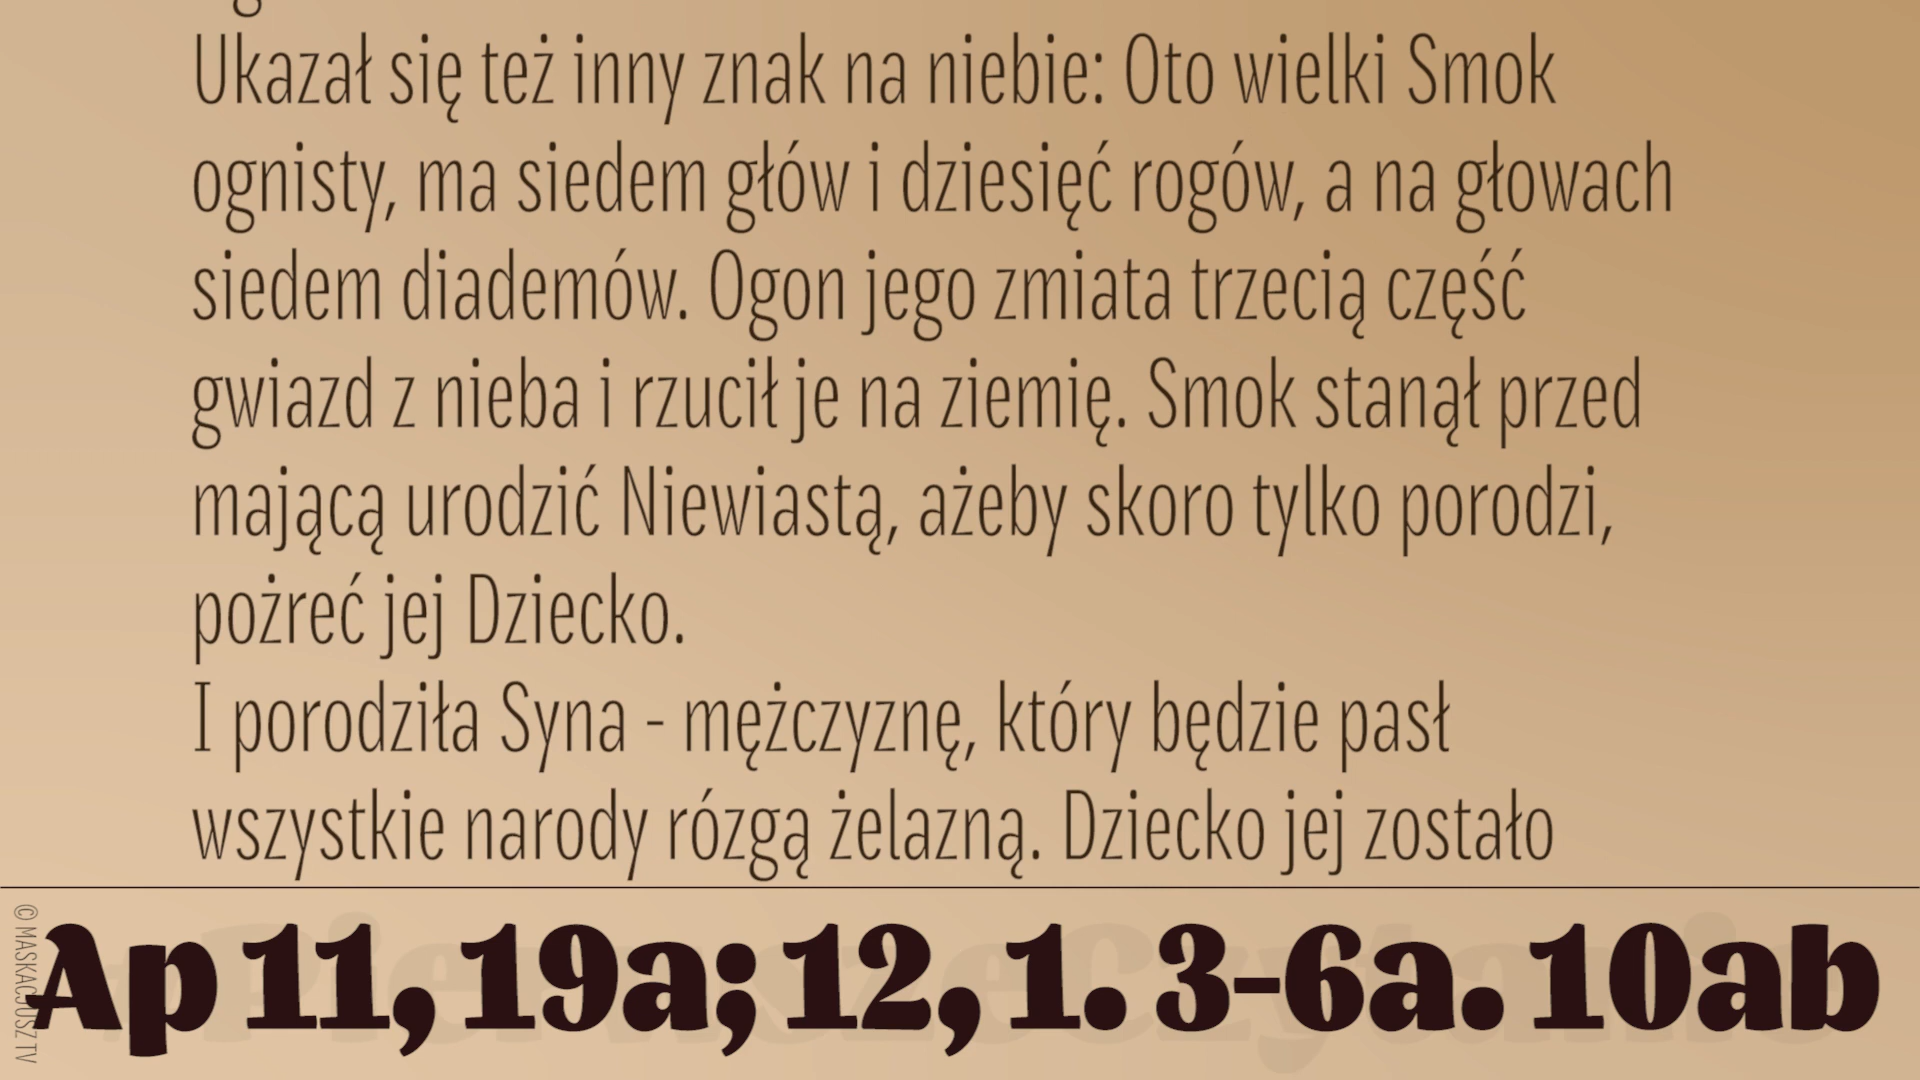 Ukazał się też inny znak na niebie: Oto wielki Smok
ognisty, ma siedem głów i dziesięć rogów, a na głowach
siedem diademów. Ogon jego zmiata trzecią część
gwiazd z nieba i rzucił je na ziemię. Smok stanął przed
mającą urodzić Niewiastą, ażeby skoro tylko porodzi,
pożreć jej Dziecko.
I porodziła Syna - mężczyznę, który będzie pasł
wszystkie narody rózgą żelazną. Dziecko jej zostało
Ap 11, 19a; 12, 1. 3-6a. 10ab